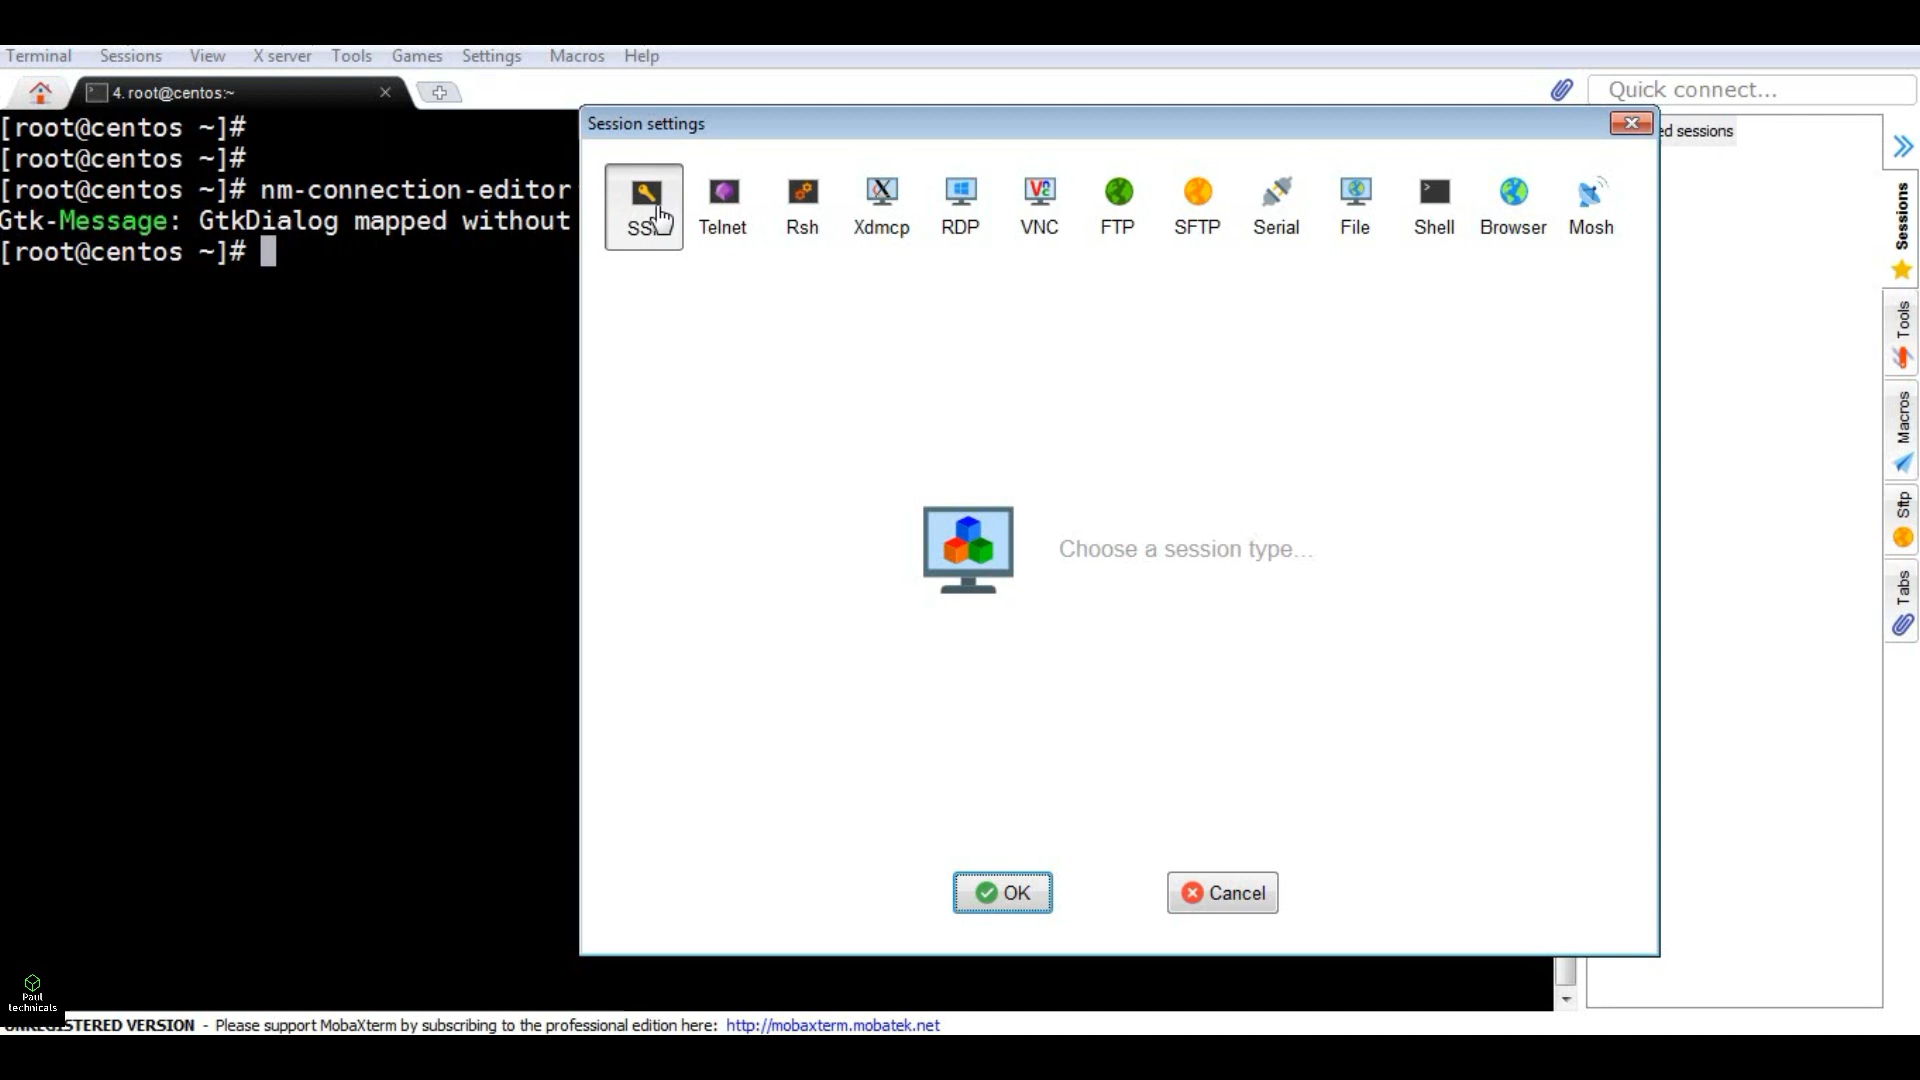 Terminal Sessions View X server Tools Games Settings Macros Help
4. root@centos:~
Quick connect...
[root@centos ~]#
[root@centos ~]#
[root@centos ~]# nm-connection-editor
Gtk-Message: GtkDialog mapped without
[root@centos ~]#
Session settings
ed sessions
Telnet Rsh Xdmcp RDP VNC FTP SFTP Serial File Shell Browser Mosh
Choose a session type...
OK Cancel
Sessions
Tools
Macros
Sftp
Tabs
Paul
technicals
UNREGISTERED VERSION - Please support MobaXterm by subscribing to the professional edition here: http://mobaxterm.mobatek.net